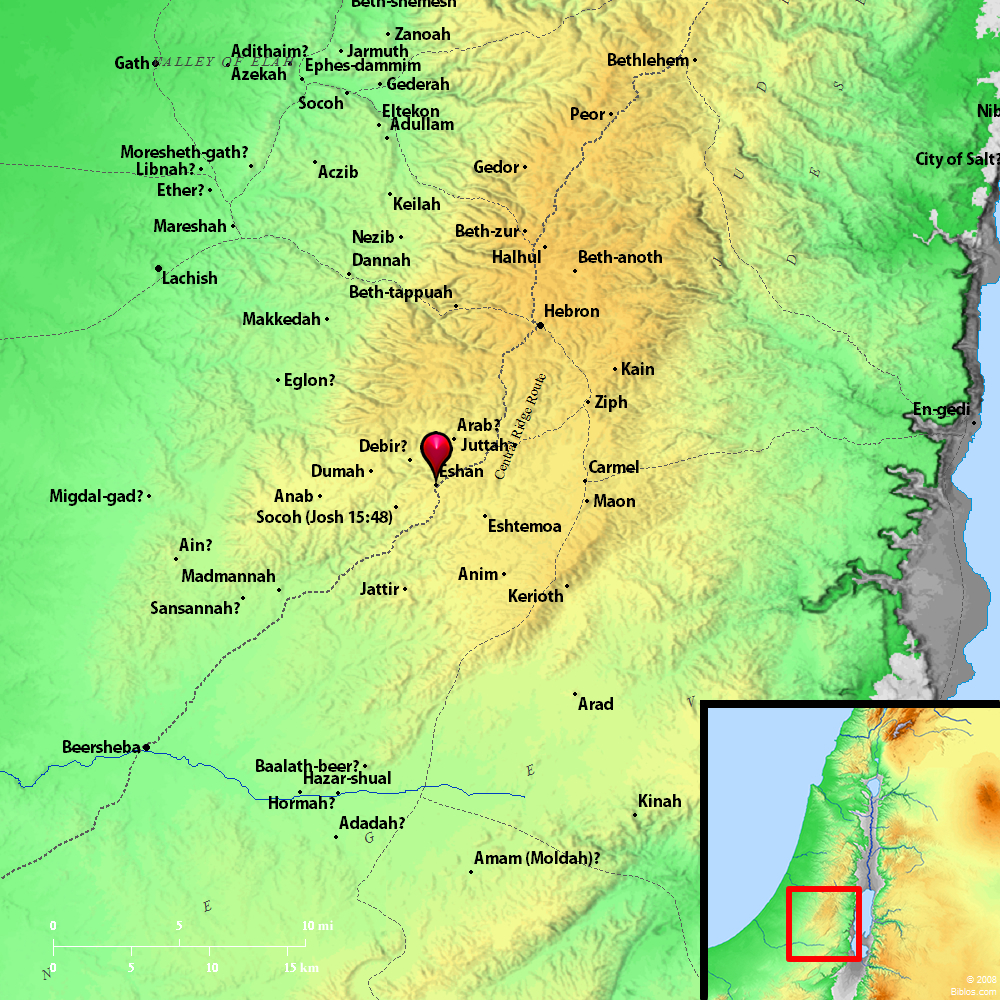 Beth-shemesh
Zanoah
Adithaim?
Jarmuth
Gath
VALLEY OF ELAH
Ephes-dammim
Azekah
Bethlehem
Gederah
Socoh
Eltekon
Adullam
Peor
Nib
Moresheth-gath?
Libnah?
Aczib
Gedor
City of Salt?
Ether?
Keilah
Mareshah
Nezib
Beth-zur
Halhul
Beth-anoth
Dannah
Lachish
Beth-tappuah
Hebron
Makkedah
Eglon?
Kain
Ziph
Central Ridge Route
En-gedi
Arab?
Juttah
Debir?
Dumah
Eshan
Carmel
Migdal-gad?
Anab
Maon
Socoh (Josh 15:48)
Eshtemoa
Ain?
Madmannah
Anim
Jattir
Sansannah?
Kerioth
Arad
Beersheba
Baalath-beer?
Hazar-shual
Hormah?
Kinah
Adadah?
Amam (Moldah)?
J U D
D E S
N E G E V
0 10 mi
0 5 10 15 km
© 2008
Biblos.com